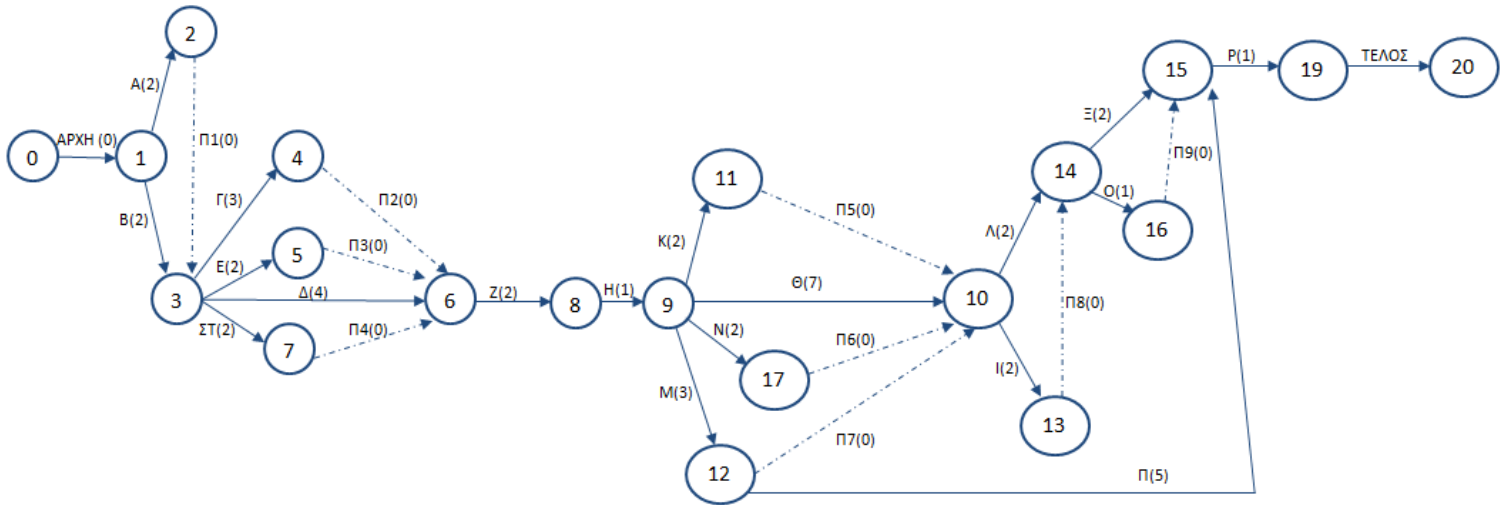 2
15
Ρ(1)
19
ΤΕΛΟΣ
20
Α(2)
Ξ(2)
ΑΡΧΗ (0)
Π1(0)
Π9(0)
0
1
4
14
Ο(1)
11
Γ(3)
Π2(0)
Π5(0)
16
Β(2)
Κ(2)
Λ(2)
5
Π3(0)
Ε(2)
Θ(7)
Π8(0)
3
Δ(4)
6
Ζ(2)
8
Η(1)
9
10
ΣΤ(2)
Π4(0)
Ν(2)
Π6(0)
7
Ι(2)
17
Μ(3)
13
Π7(0)
12
Π(5)